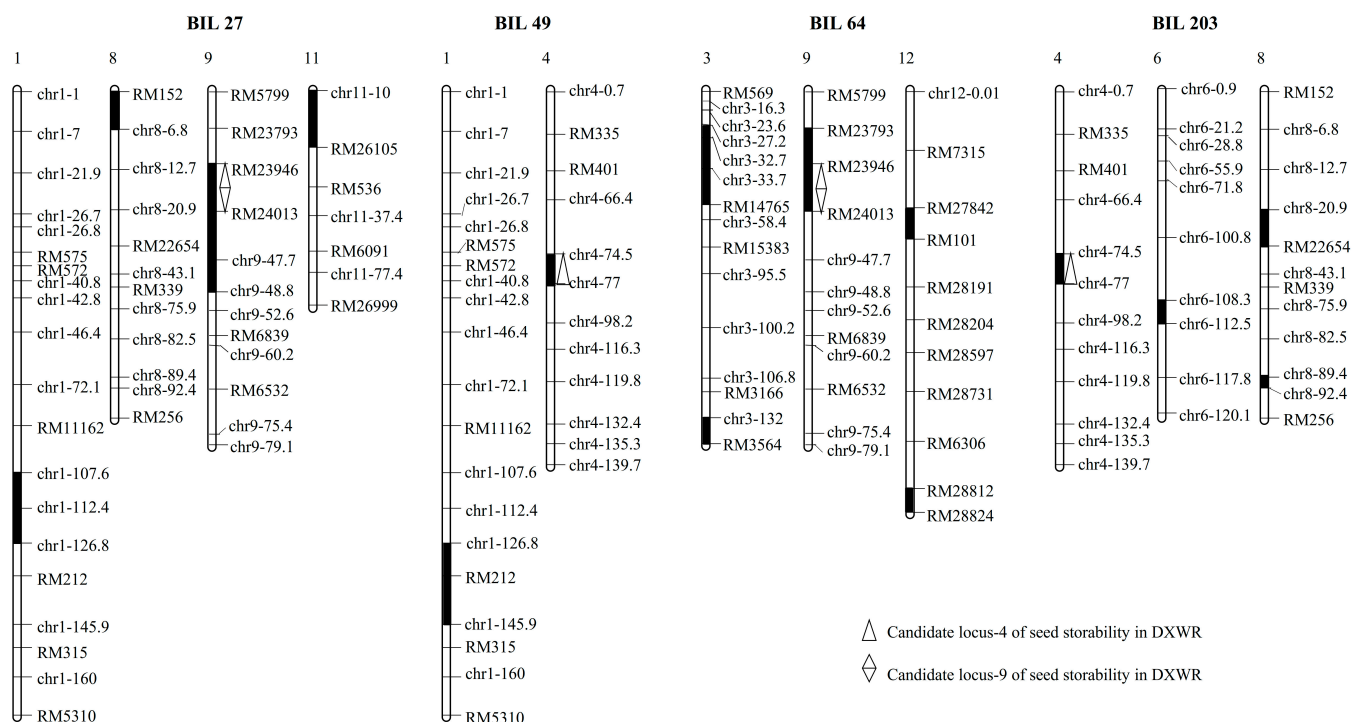 BIL 27
BIL 49
BIL 64
BIL 203
1
chr1-1
chr1-7
chr1-21.9
chr1-26.7
chr1-26.8
RM575
RM572
chr1-40.8
chr1-42.8
chr1-46.4
chr1-72.1
RM11162
chr1-107.6
chr1-112.4
chr1-126.8
RM212
chr1-145.9
RM315
chr1-160
RM5310
8
RM152
chr8-6.8
chr8-12.7
chr8-20.9
RM22654
chr8-43.1
RM339
chr8-75.9
chr8-82.5
chr8-89.4
chr8-92.4
RM256
9
RM5799
RM23793
RM23946
RM24013
chr9-47.7
chr9-48.8
chr9-52.6
RM6839
chr9-60.2
RM6532
chr9-75.4
chr9-79.1
11
chr11-10
RM26105
RM536
chr11-37.4
RM6091
chr11-77.4
RM26999
1
chr1-1
chr1-7
chr1-21.9
chr1-26.7
chr1-26.8
RM575
RM572
chr1-40.8
chr1-42.8
chr1-46.4
chr1-72.1
RM11162
chr1-107.6
chr1-112.4
chr1-126.8
RM212
chr1-145.9
RM315
chr1-160
RM5310
4
chr4-0.7
RM335
RM401
chr4-66.4
chr4-74.5
chr4-77
chr4-98.2
chr4-116.3
chr4-119.8
chr4-132.4
chr4-135.3
chr4-139.7
3
RM569
chr3-16.3
chr3-23.6
chr3-27.2
chr3-32.7
chr3-33.7
RM14765
chr3-58.4
RM15383
chr3-95.5
chr3-100.2
chr3-106.8
RM3166
chr3-132
RM3564
9
RM5799
RM23793
RM23946
RM24013
chr9-47.7
chr9-48.8
chr9-52.6
RM6839
chr9-60.2
RM6532
chr9-75.4
chr9-79.1
12
chr12-0.01
RM7315
RM27842
RM101
RM28191
RM28204
RM28597
RM28731
RM6306
RM28812
RM28824
4
chr4-0.7
RM335
RM401
chr4-66.4
chr4-74.5
chr4-77
chr4-98.2
chr4-116.3
chr4-119.8
chr4-132.4
chr4-135.3
chr4-139.7
6
chr6-0.9
chr6-21.2
chr6-28.8
chr6-55.9
chr6-71.8
chr6-100.8
chr6-108.3
chr6-112.5
chr6-117.8
chr6-120.1
8
RM152
chr8-6.8
chr8-12.7
chr8-20.9
RM22654
chr8-43.1
RM339
chr8-75.9
chr8-82.5
chr8-89.4
chr8-92.4
RM256
Candidate locus-4 of seed storability in DXWR
Candidate locus-9 of seed storability in DXWR